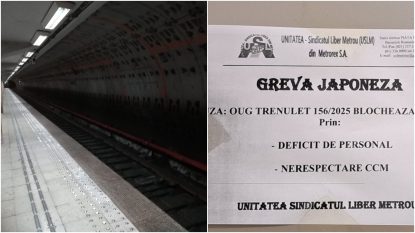 UNITATEA - Sindicatul Liber Metrou (USLM)
din Metrorex S.A.
USLM
GREVA JAPONEZA
ZA: OUG TRENULET 156/2025 BLOCHEAZA
Prin:
- DEFICIT DE PERSONAL
- NERESPECTARE CCM
UNITATEA SINDICATUL LIBER METROU